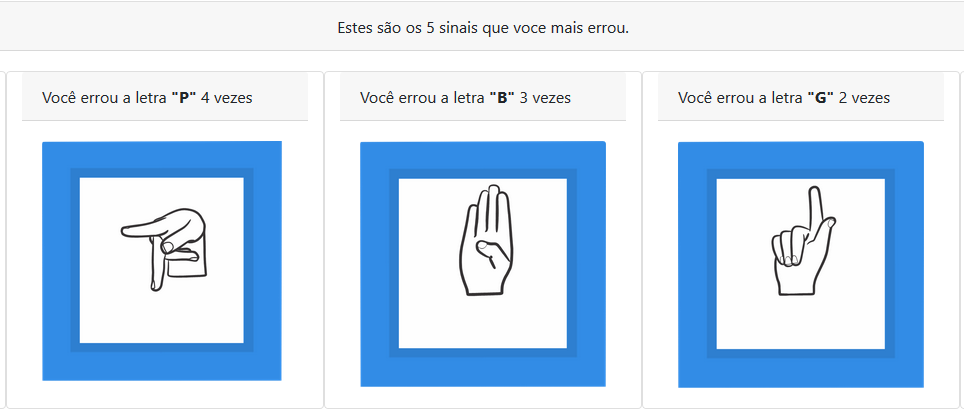 Estes são os 5 sinais que voce mais errou.
Você errou a letra "P" 4 vezes
Você errou a letra "B" 3 vezes
Você errou a letra "G" 2 vezes